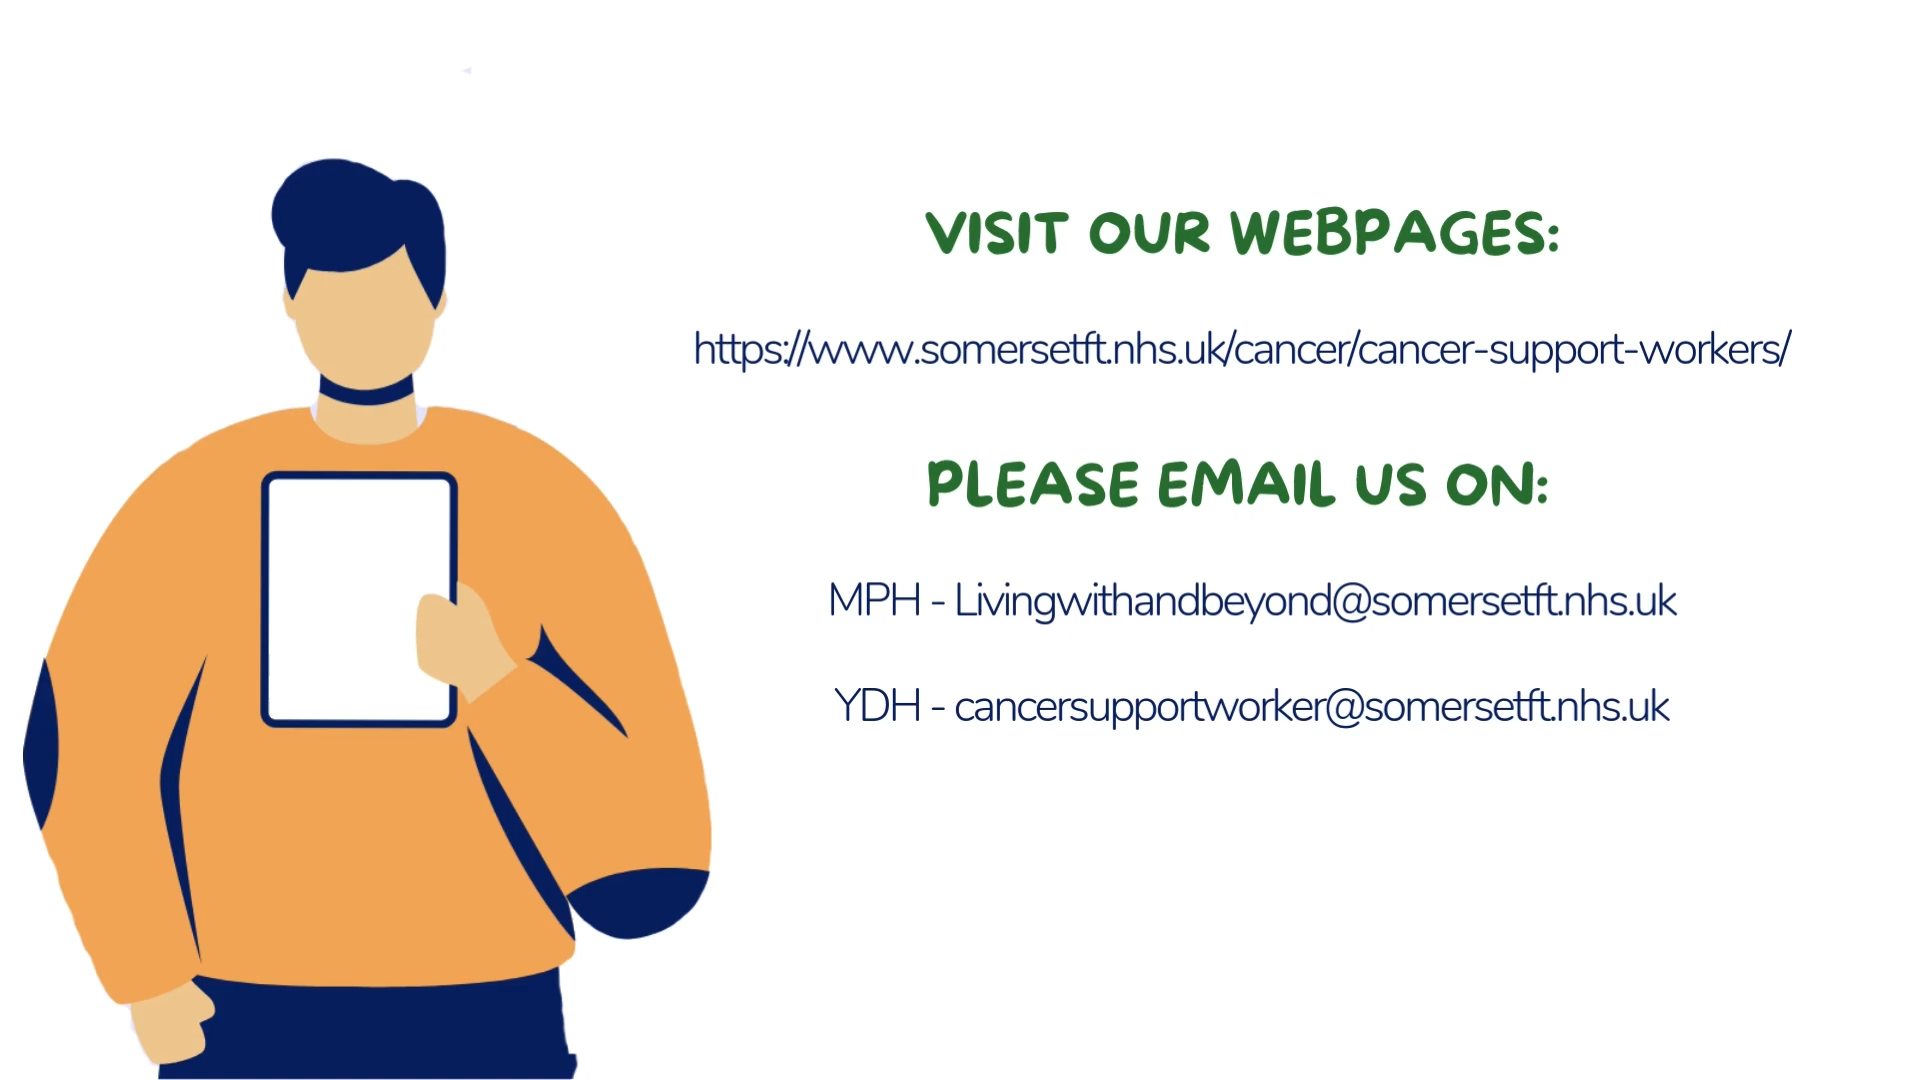 VISIT OUR WEBPAGES:
https://www.somersetft.nhs.uk/cancer/cancer-support-workers/
PLEASE EMAIL US ON:
MPH - Livingwithandbeyond@somersetft.nhs.uk
YDH - cancersupportworker@somersetft.nhs.uk